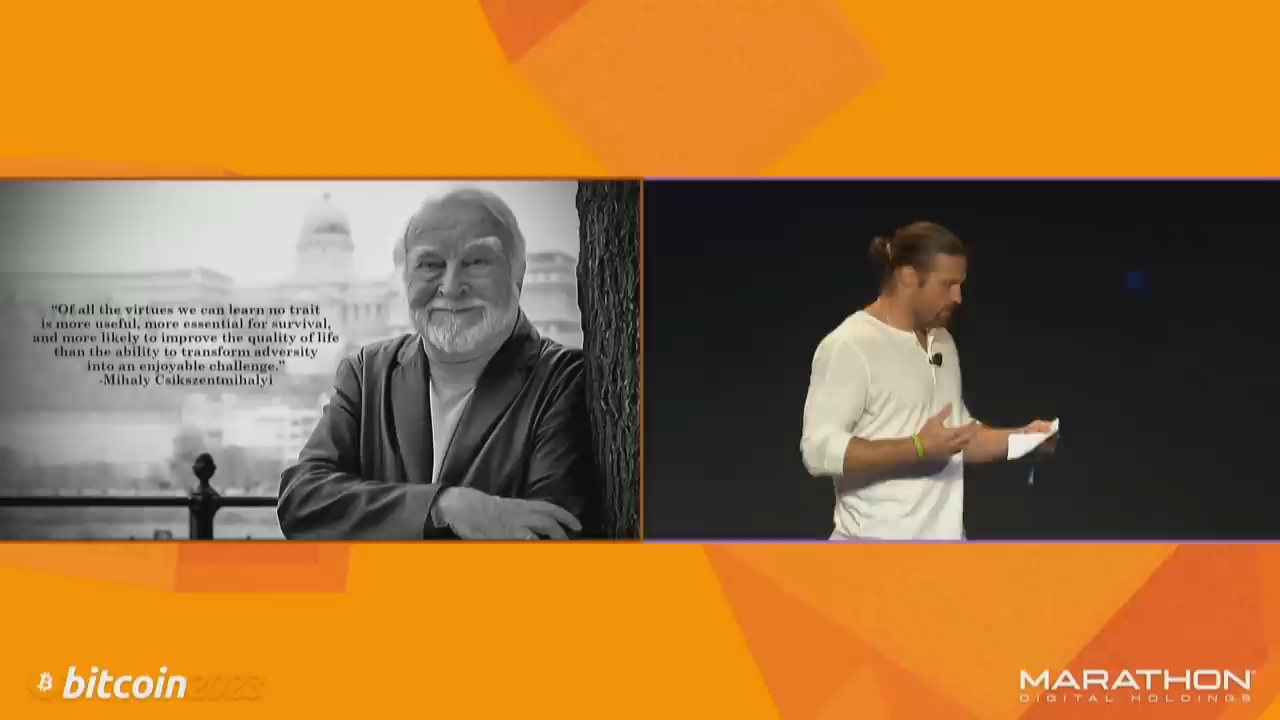 “Of all the virtues we can learn no trait
is more useful, more essential for survival,
and more likely to improve the quality of life
than the ability to transform adversity
into an enjoyable challenge.”
-Mihaly Csikszentmihalyi
bitcoin 2023
MARATHON
DIGITAL HOLDINGS